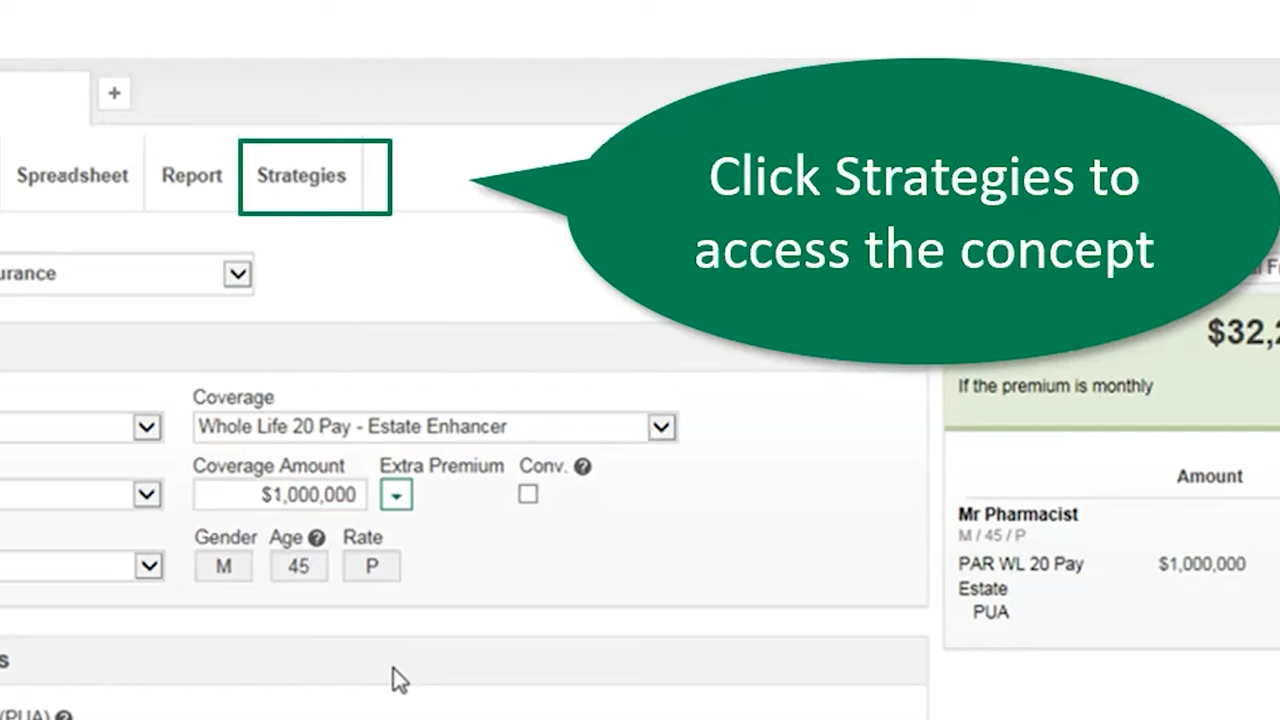 +
Spreadsheet Report Strategies
Click Strategies to
access the concept
$32,
If the premium is monthly
Coverage
Whole Life 20 Pay - Estate Enhancer
Coverage Amount Extra Premium Conv. ?
$1,000,000
Gender Age ? Rate
M 45 P
Amount
Mr Pharmacist
M / 45 / P
PAR WL 20 Pay $1,000,000
Estate
PUA
(PUA) ?